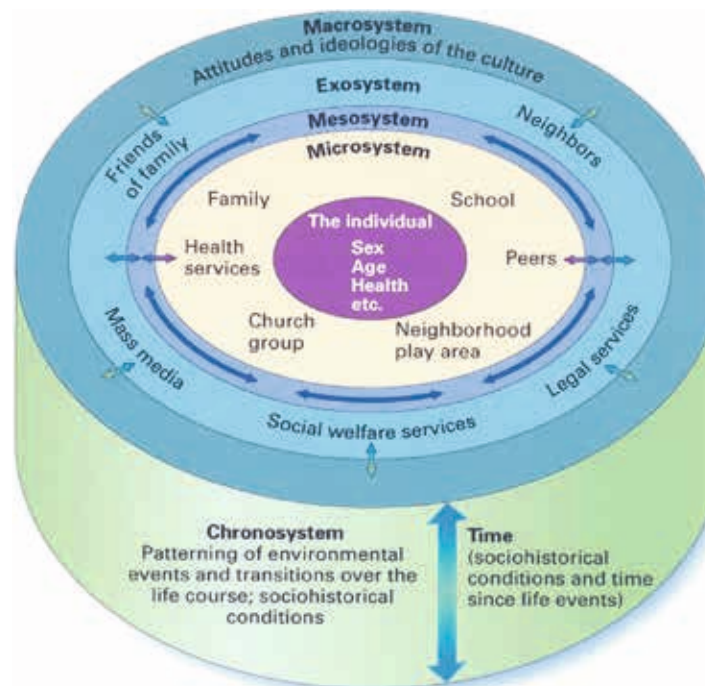 Macrosystem
Attitudes and ideologies of the culture
Exosystem
Mesosystem
Microsystem
Friends
of family
Neighbors
Family
School
The individual
Sex
Age
Health
etc.
Health
services
Peers
Church
group
Neighborhood
play area
Mass media
Legal services
Social welfare services
Chronosystem
Patterning of environmental
events and transitions over the
life course; sociohistorical
conditions
Time
(sociohistorical
conditions and time
since life events)